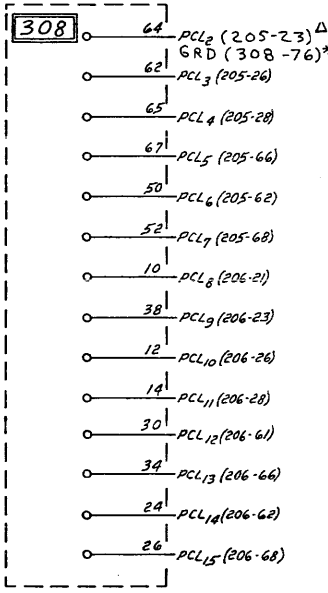 308
64 PCL2 (205-23)Δ
GRD (308-76)*
62 PCL3 (205-26)
65 PCL4 (205-28)
67 PCL5 (205-66)
50 PCL6 (205-62)
52 PCL7 (205-68)
10 PCL8 (206-21)
38 PCL9 (206-23)
12 PCL10 (206-26)
14 PCL11 (206-28)
30 PCL12 (206-61)
34 PCL13 (206-66)
24 PCL14 (206-62)
26 PCL15 (206-68)